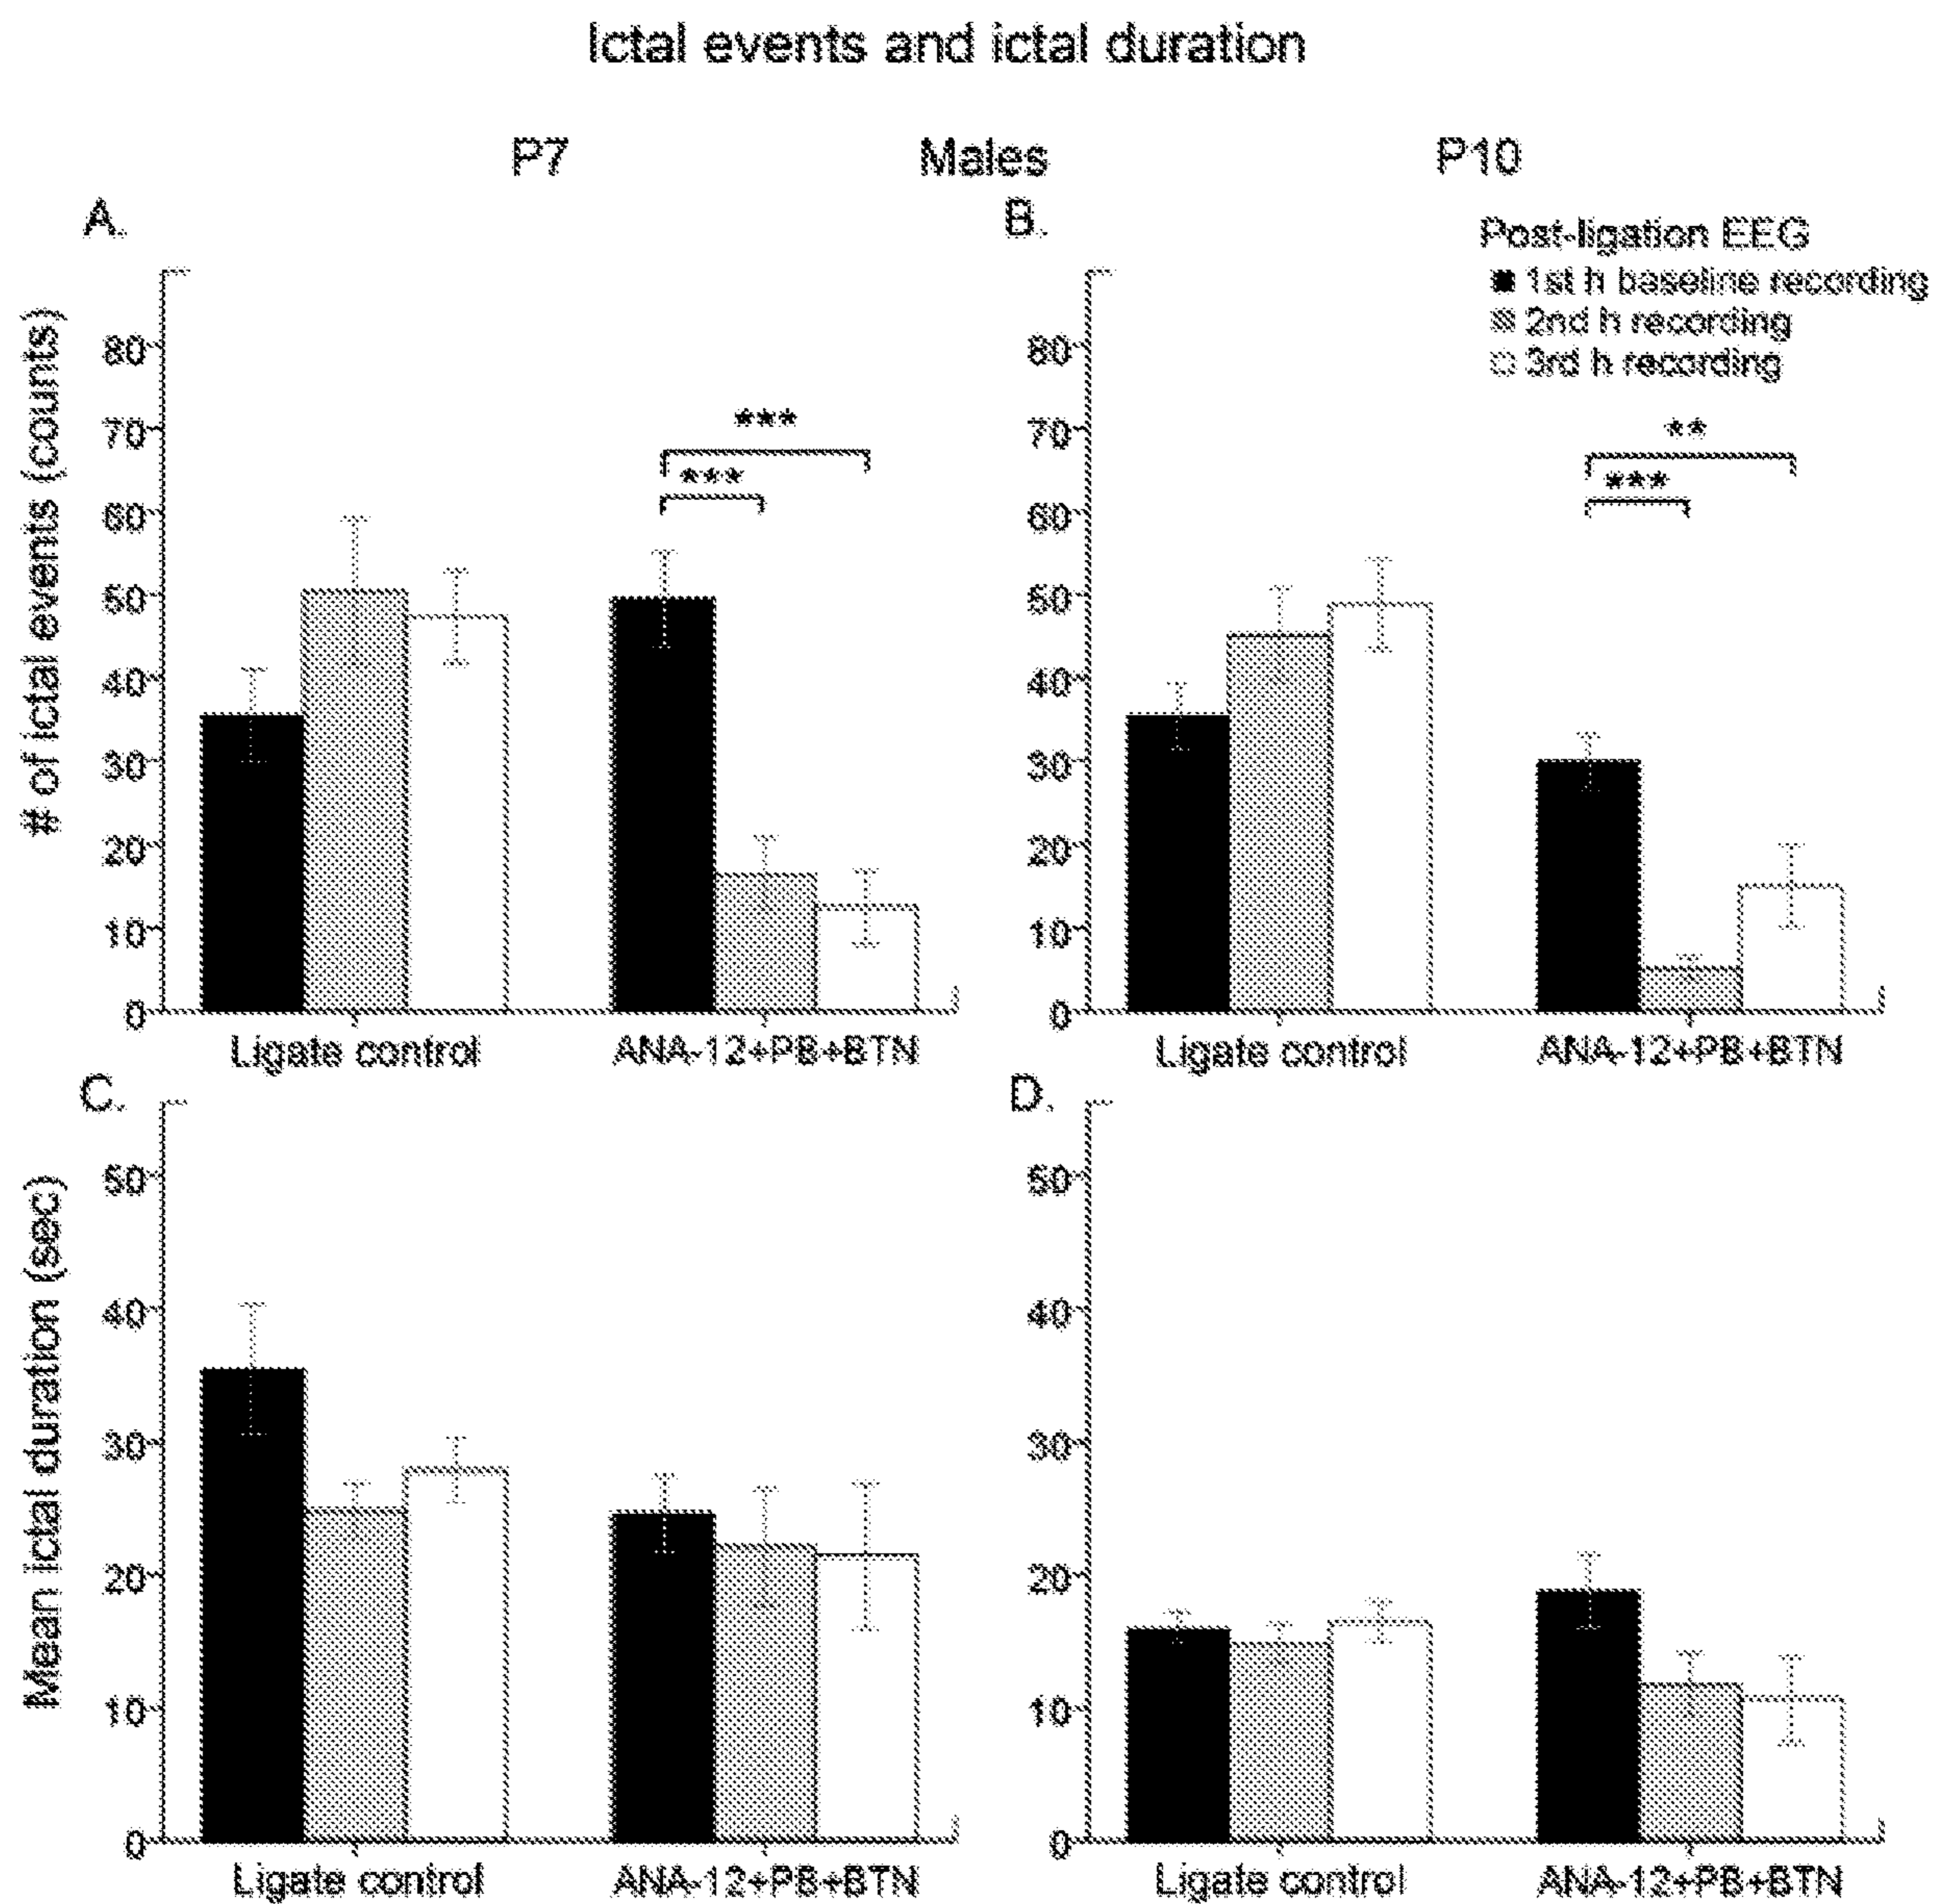 Ictal events and ictal duration
P7
Males
P10
A.
B.
Post-ligation EEG
1st h baseline recording
2nd h recording
3rd h recording
# of ictal events (counts)
80
70
60
50
40
30
20
10
0
***
***
Ligate control
ANA-12+PB+BTN
80
70
60
50
40
30
20
10
0
**
***
Ligate control
ANA-12+PB+BTN
C.
D.
Mean ictal duration (sec)
50
40
30
20
10
0
Ligate control
ANA-12+PB+BTN
50
40
30
20
10
0
Ligate control
ANA-12+PB+BTN